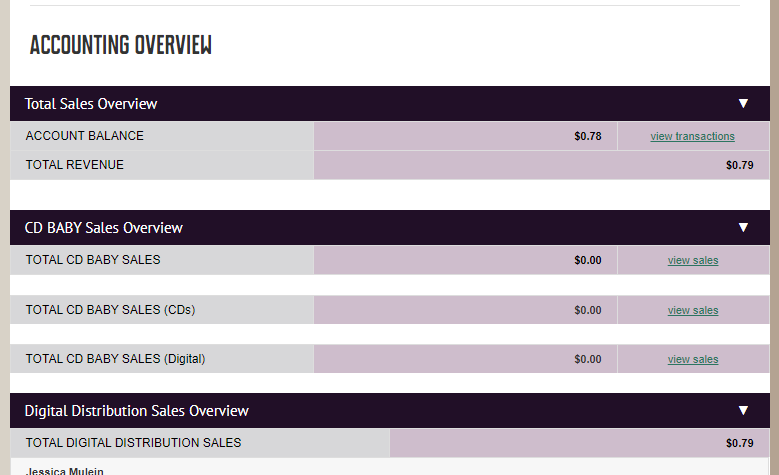 ACCOUNTING OVERVIEW
Total Sales Overview ▼
ACCOUNT BALANCE $0.78 view transactions
TOTAL REVENUE $0.79
CD BABY Sales Overview ▼
TOTAL CD BABY SALES $0.00 view sales
TOTAL CD BABY SALES (CDs) $0.00 view sales
TOTAL CD BABY SALES (Digital) $0.00 view sales
Digital Distribution Sales Overview ▼
TOTAL DIGITAL DISTRIBUTION SALES $0.79
Jessica Mulein